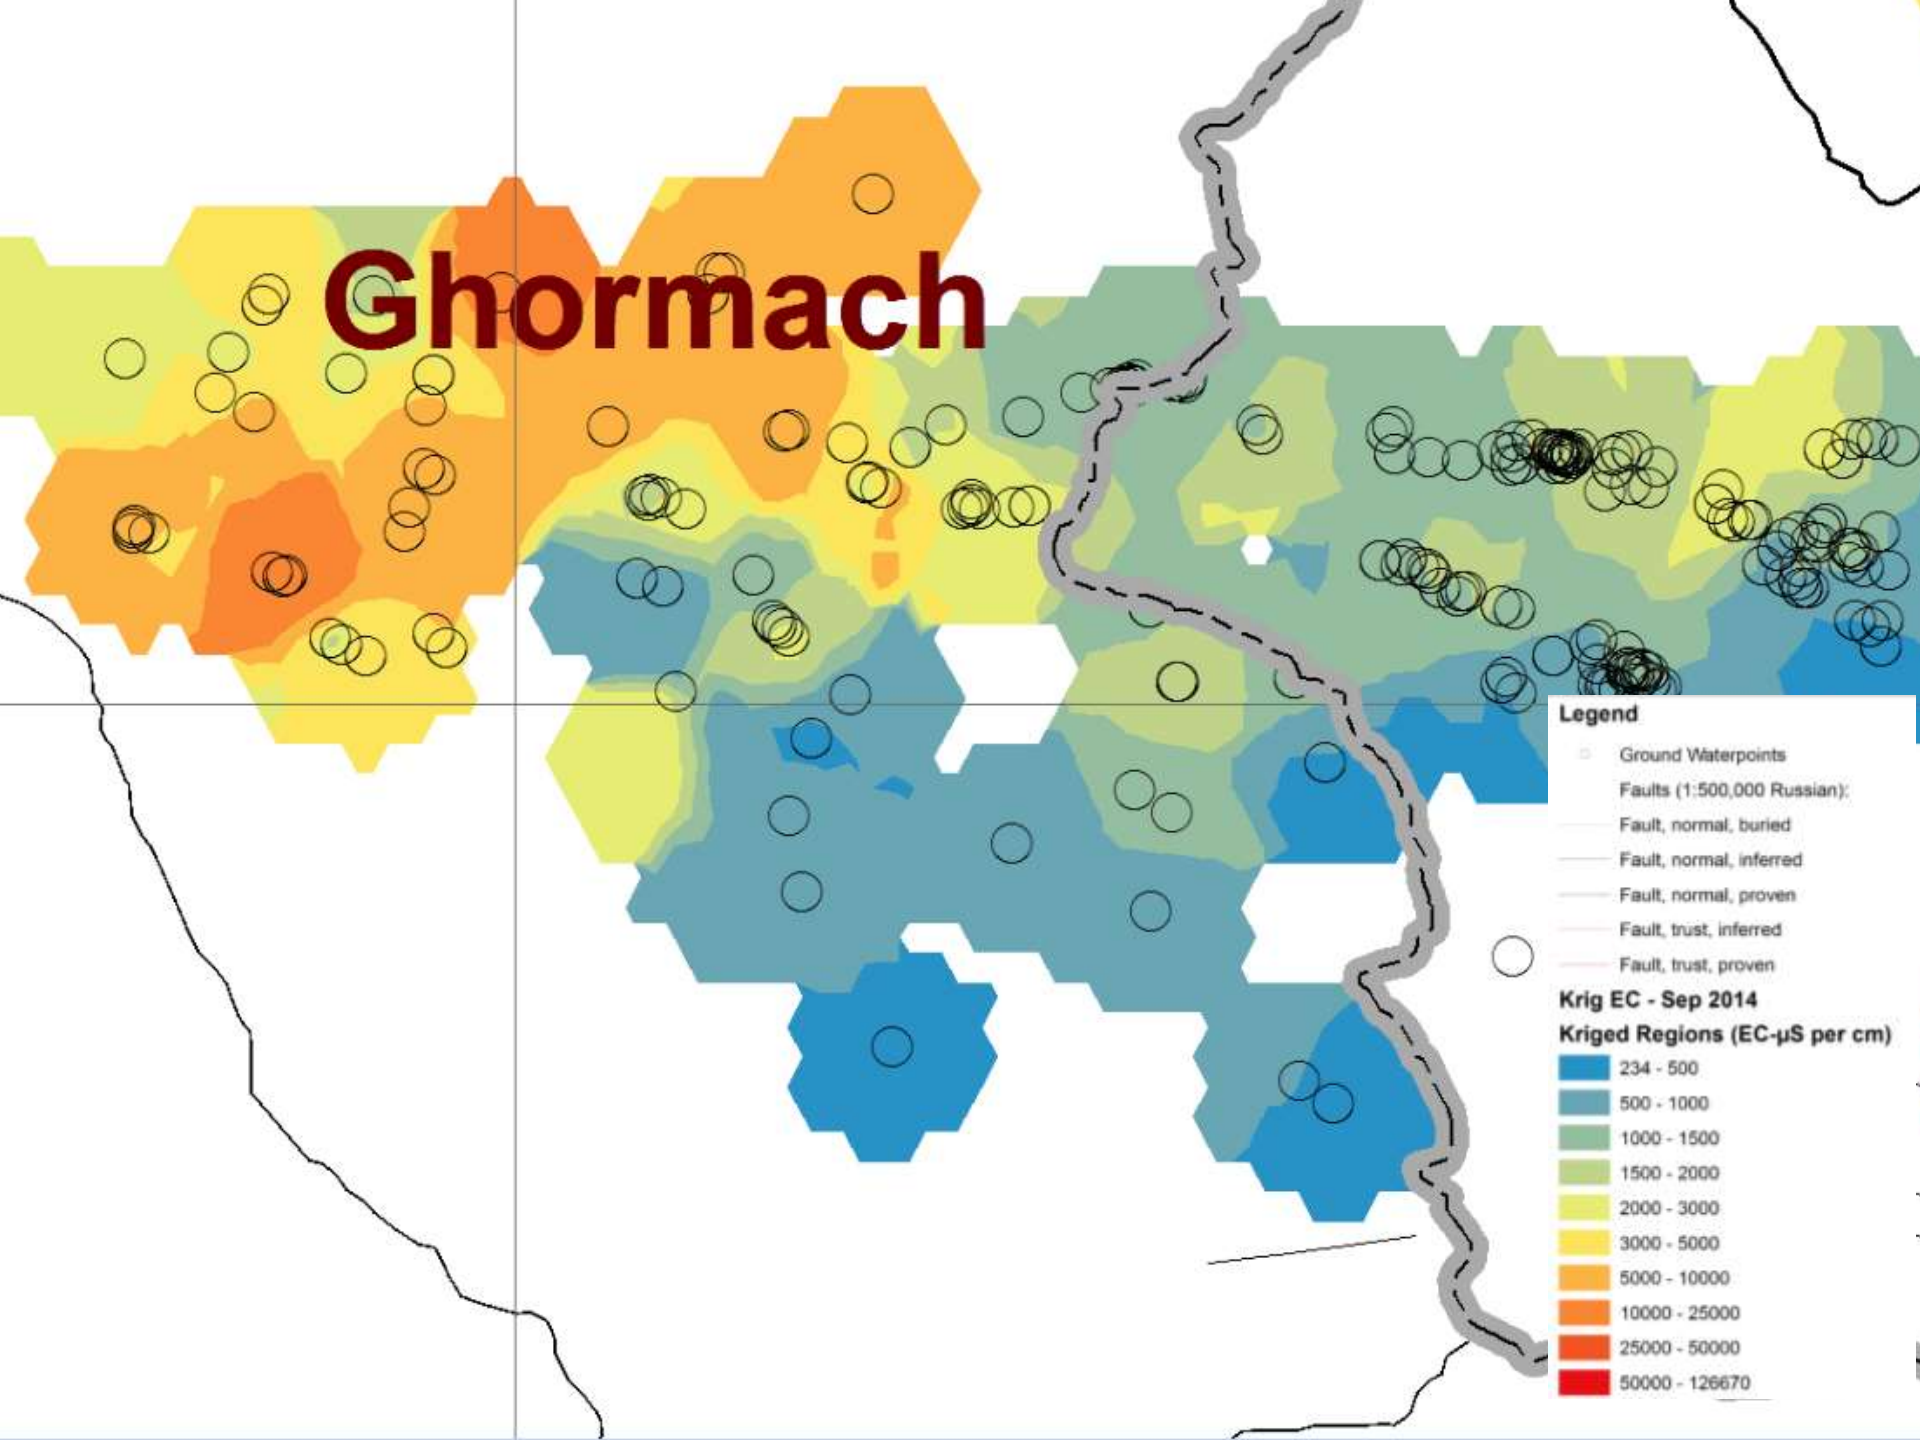 Ghormach
Legend
Ground Waterpoints
Faults (1:500,000 Russian):
Fault, normal, buried
Fault, normal, inferred
Fault, normal, proven
Fault, trust, inferred
Fault, trust, proven
Krig EC - Sep 2014
Kriged Regions (EC-µS per cm)
234 - 500
500 - 1000
1000 - 1500
1500 - 2000
2000 - 3000
3000 - 5000
5000 - 10000
10000 - 25000
25000 - 50000
50000 - 126670